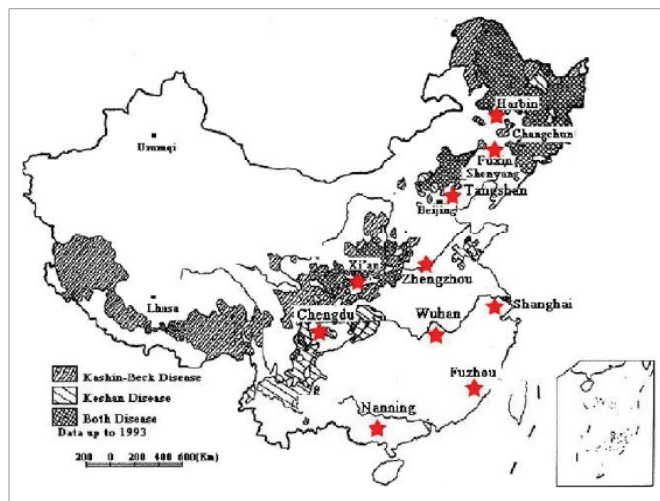 Harbin
Changchun
Urumqi
Fuxin
Shenyang
Tangshan
Beijing
Xi'an
Zhengzhou
Lhasa
Chengdu
Wuhan
Shanghai
Kashin-Beck Disease
Keshan Disease
Both Disease
Data up to 1993
Fuzhou
Nanning
200 0 200 400 600(Km)